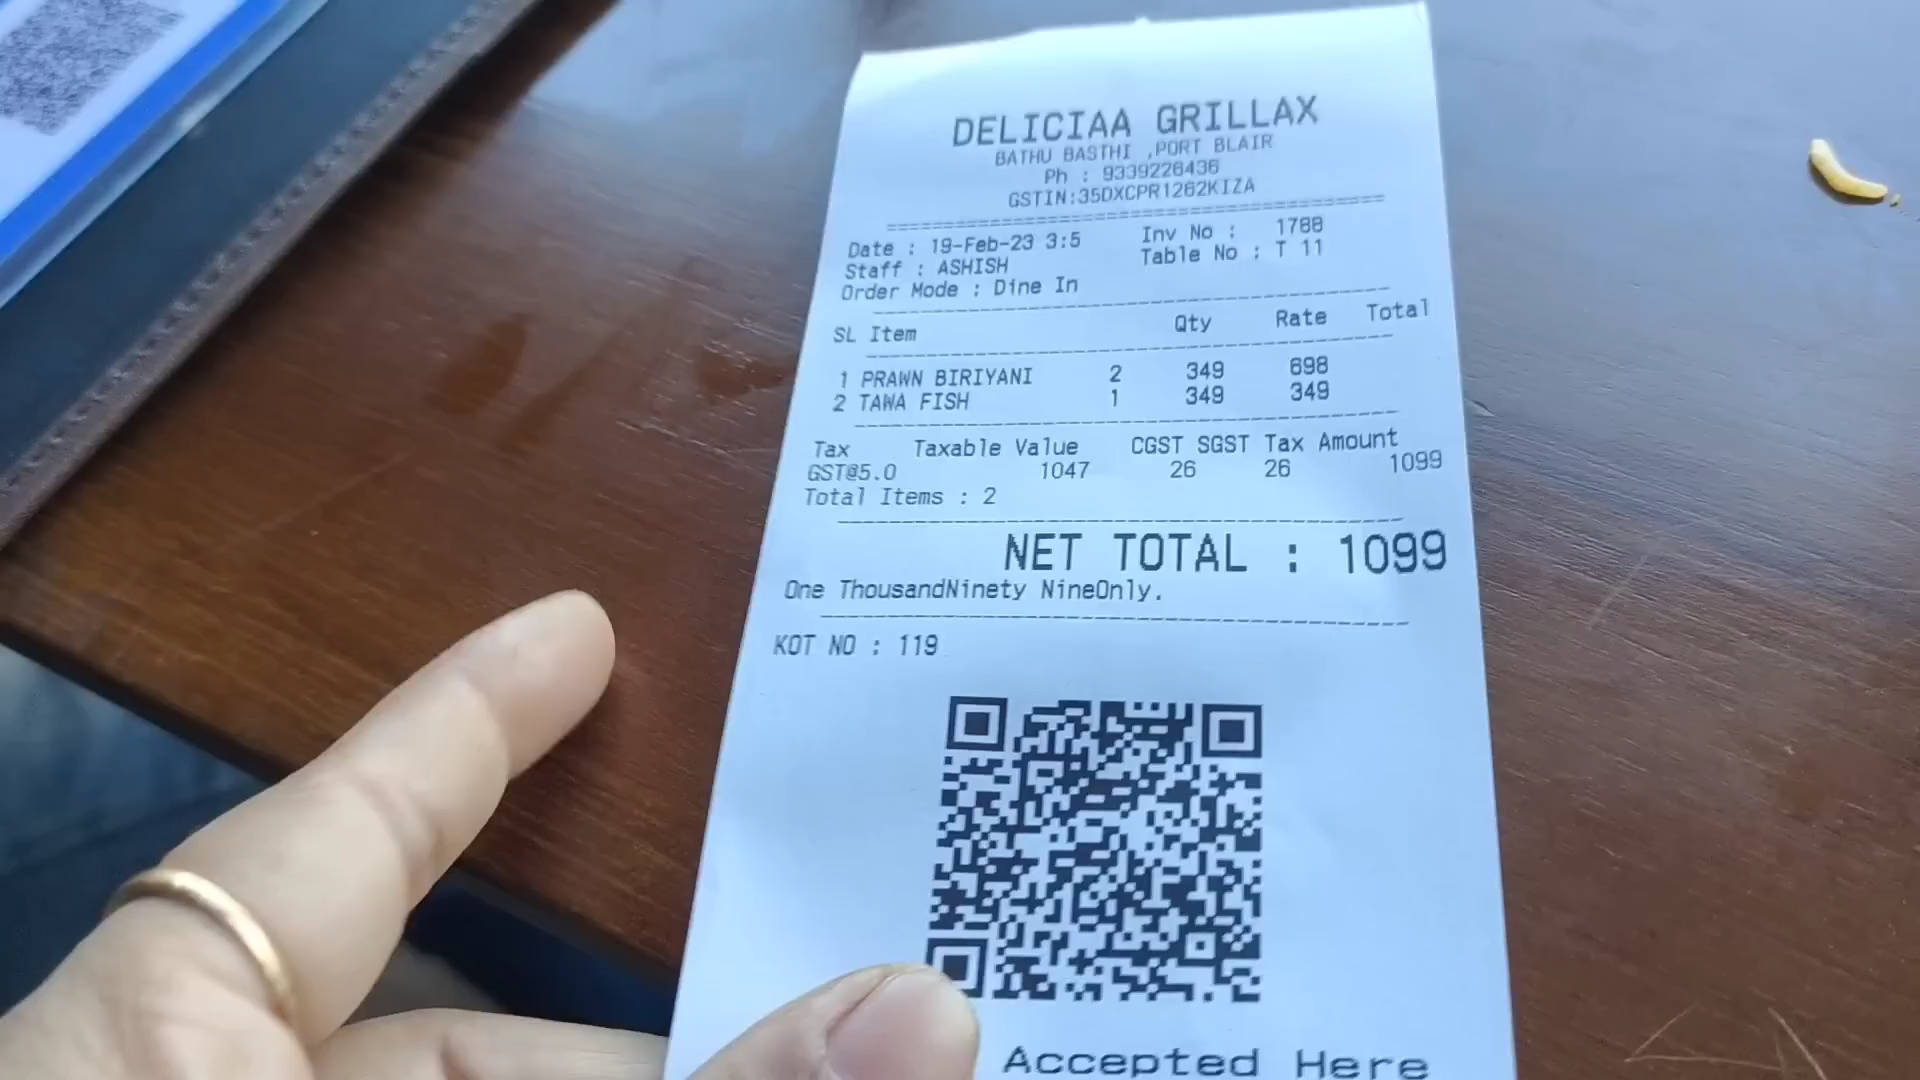 DELICIAA GRILLAX
BATHU BASTHI ,PORT BLAIR
Ph : 9339226436
GSTIN:35DXCPR1262KIZA
Date : 19-Feb-23 3:5 Inv No : 1788
Staff : ASHISH Table No : T 11
Order Mode : Dine In
SL Item Qty Rate Total
1 PRAWN BIRIYANI 2 349 698
2 TAWA FISH 1 349 349
Tax Taxable Value CGST SGST Tax Amount
GST@5.0 1047 26 26 1099
Total Items : 2
NET TOTAL : 1099
One ThousandNinety NineOnly.
KOT NO : 119
Accepted Here